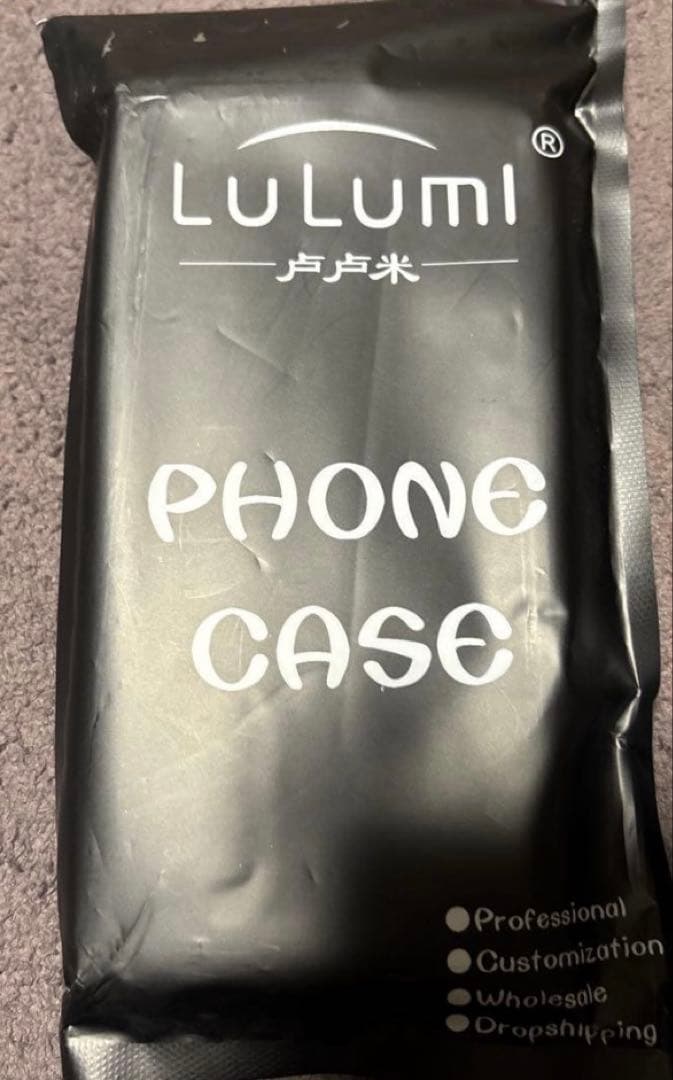 LuLumI®
卢卢米
PHONE
CASE
Professional
Customization
Wholesale
Dropshipping